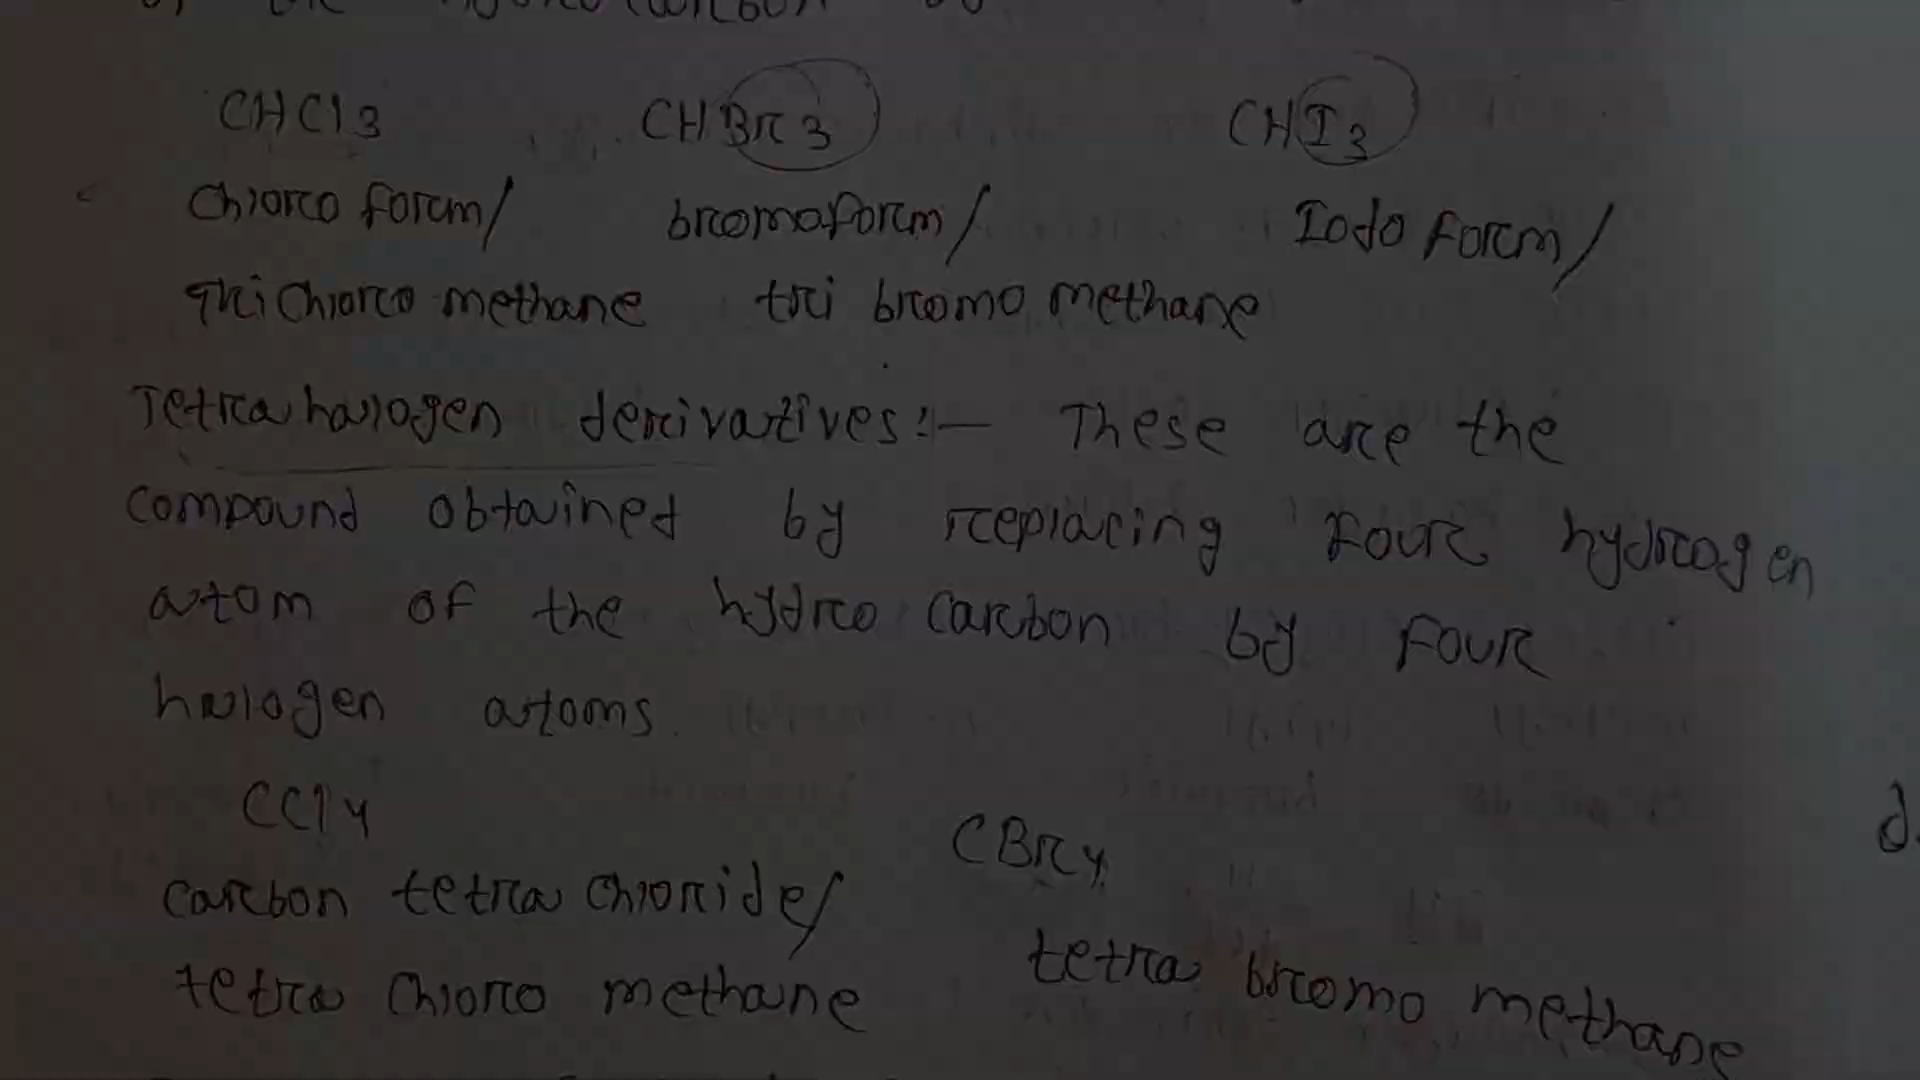 CHCl3 CHBr3 CHI3
Chloro form/ bromoform/ Iodo form/
Tri Chloro methane tri bromo methane
Tetra halogen derivatives:— These are the
compound obtained by replacing four hydrogen
atom of the hydro carbon by four
halogen atoms.
CCl4 CBr4
carbon tetra chloride/
tetra chloro methane tetra bromo methane